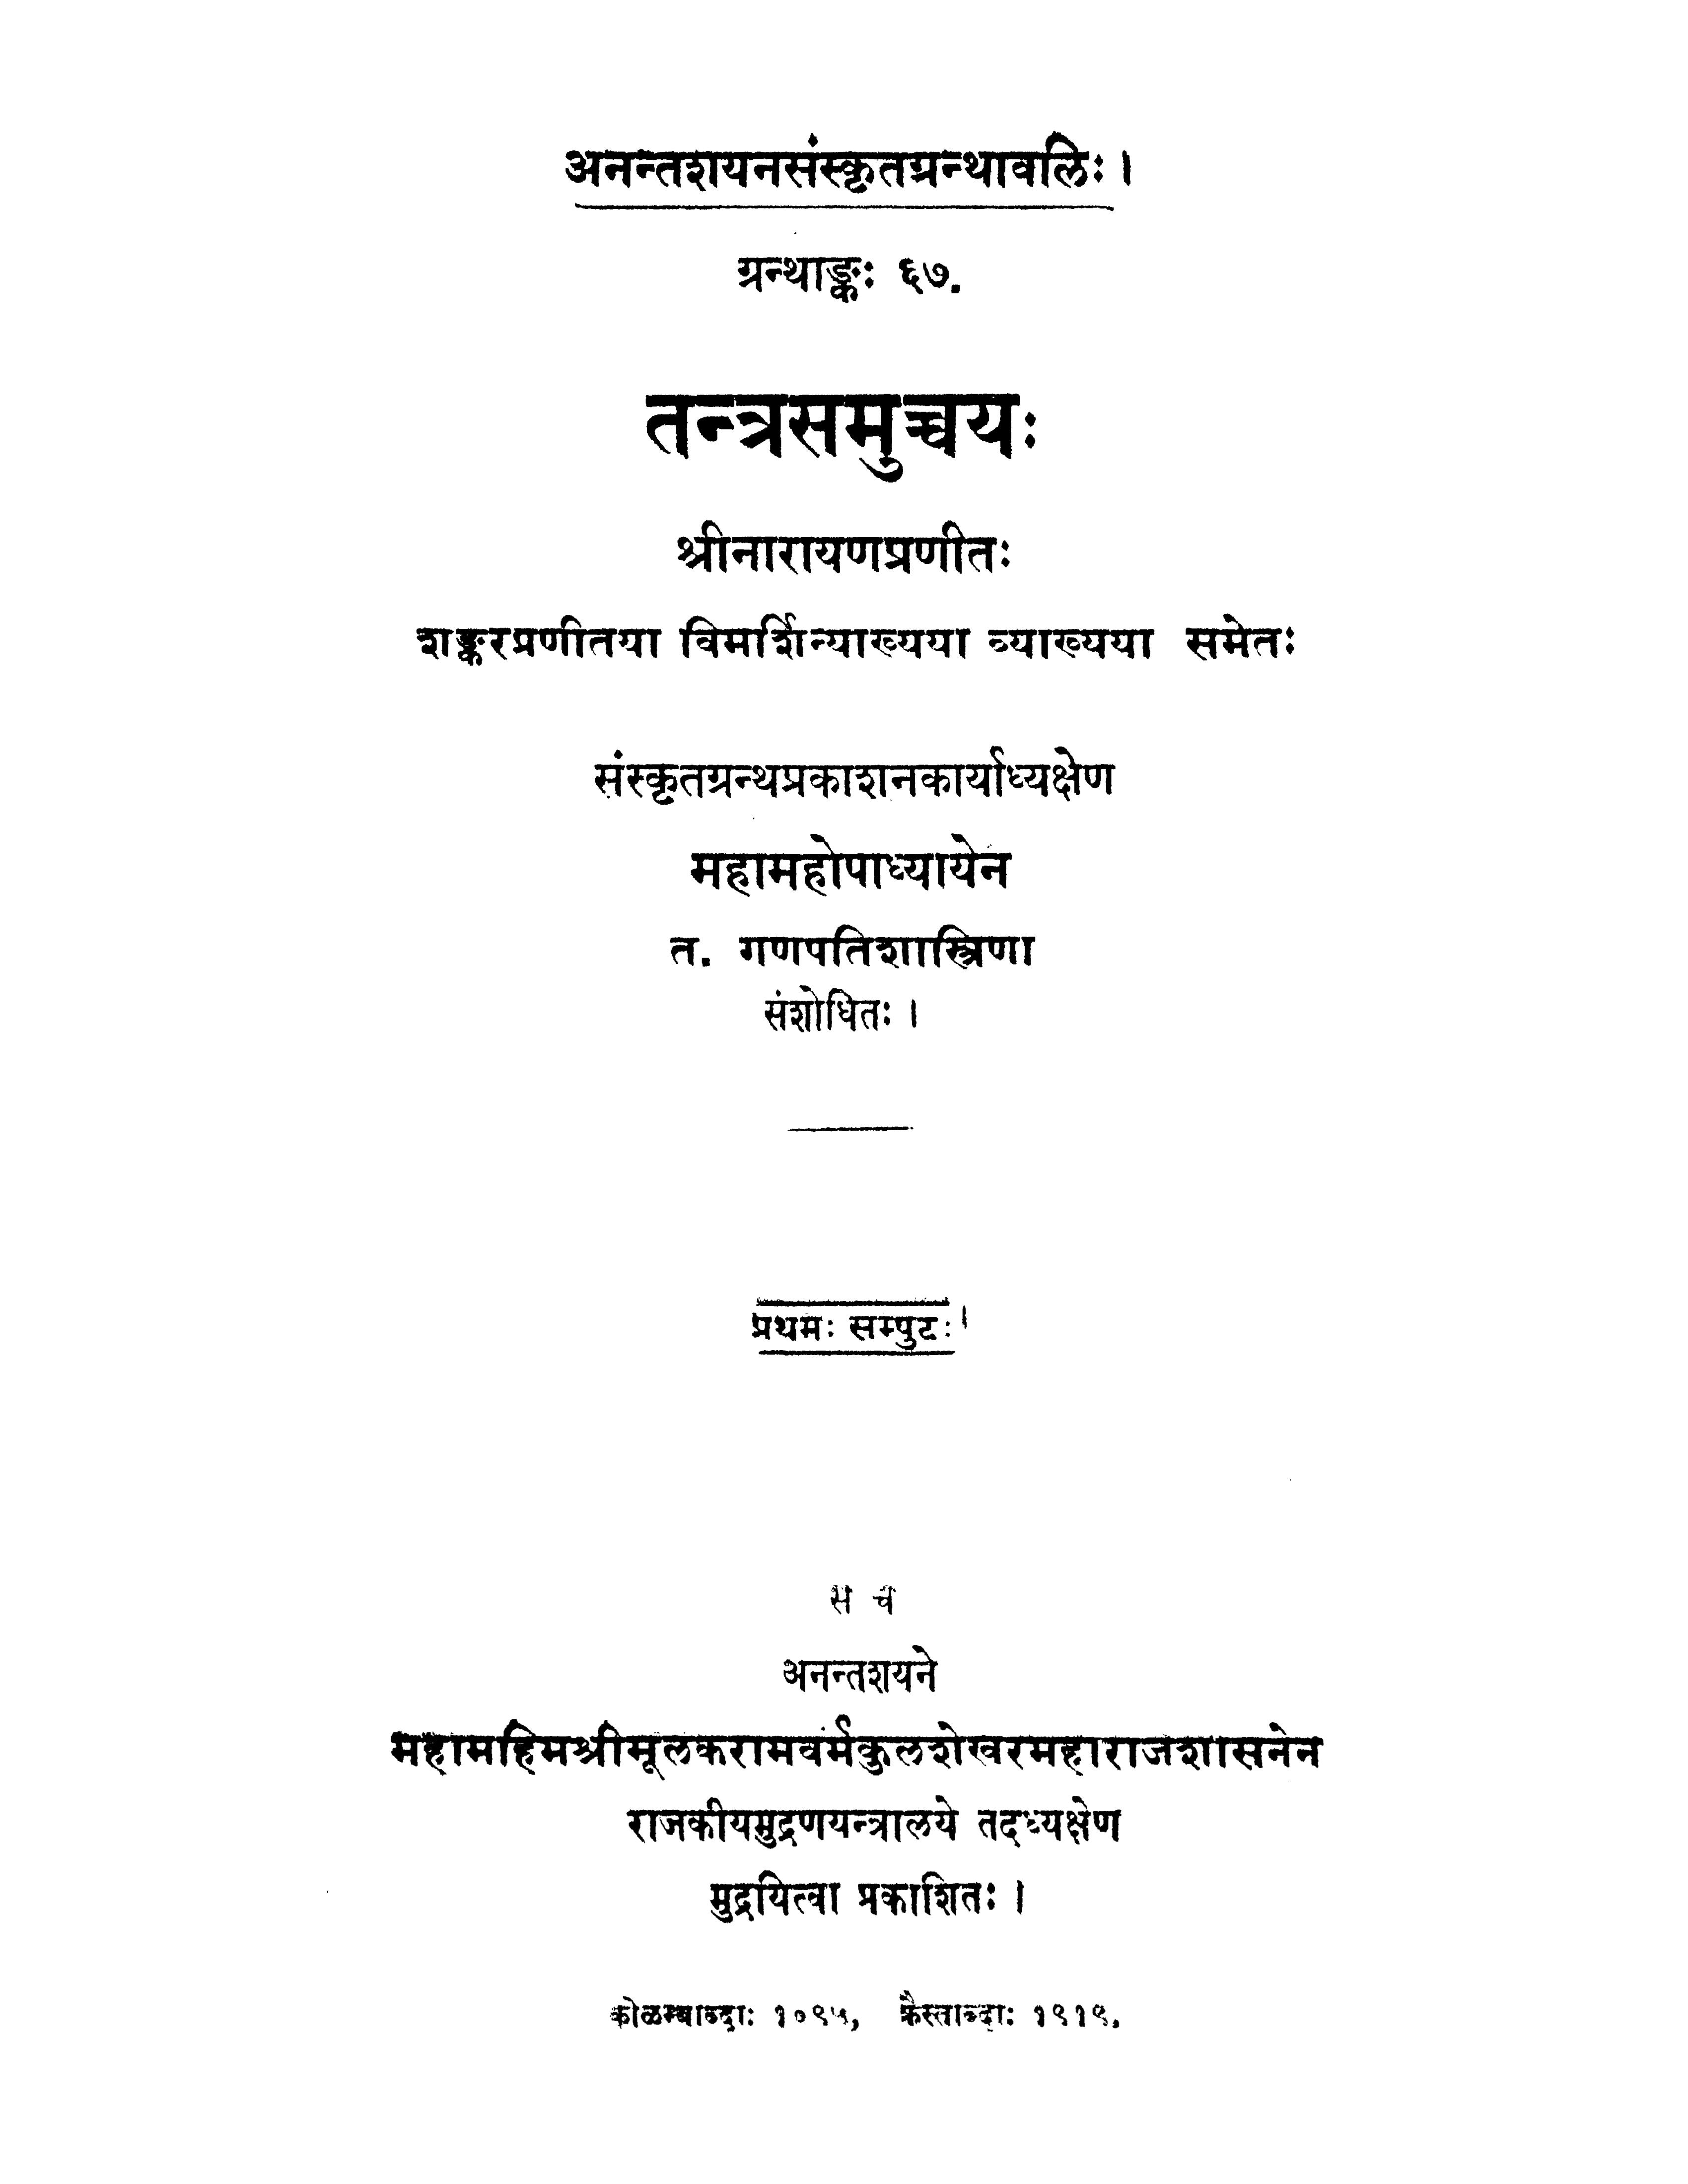 अनन्तशयनसंस्कृतग्रन्थावलिः ।
ग्रन्थाङ्कः ६७.
तन्त्रसमुच्चयः
श्रीनारायणप्रणीतः
शङ्करप्रणीतया विमर्शिन्याख्यया व्याख्यया समेतः
संस्कृतग्रन्थप्रकाशनकार्याध्यक्षेण
महामहोपाध्यायेन
त. गणपतिशास्त्रिणा
संशोधितः ।
प्रथमः सम्पुटः ।
स च
अनन्तशयने
महामहिमश्रीमूलकरामवर्मकुलशेखरमहाराजशासनेन
राजकीयमुद्रणयन्त्रालये तदध्यक्षेण
मुद्रयित्वा प्रकाशितः ।
कोळम्बाब्दाः १०९५, क्रैस्ताब्दाः १९१९.